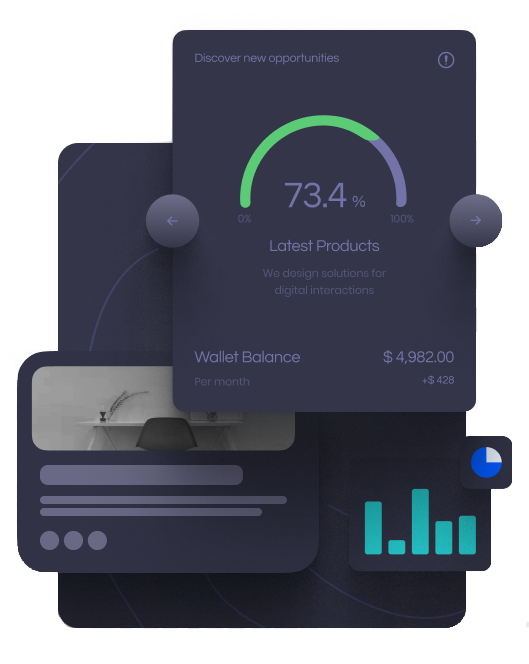 Discover new opportunities
73.4 %
0%
100%
Latest Products
We design solutions for
digital interactions
Wallet Balance
$ 4,982.00
Per month
+$ 428